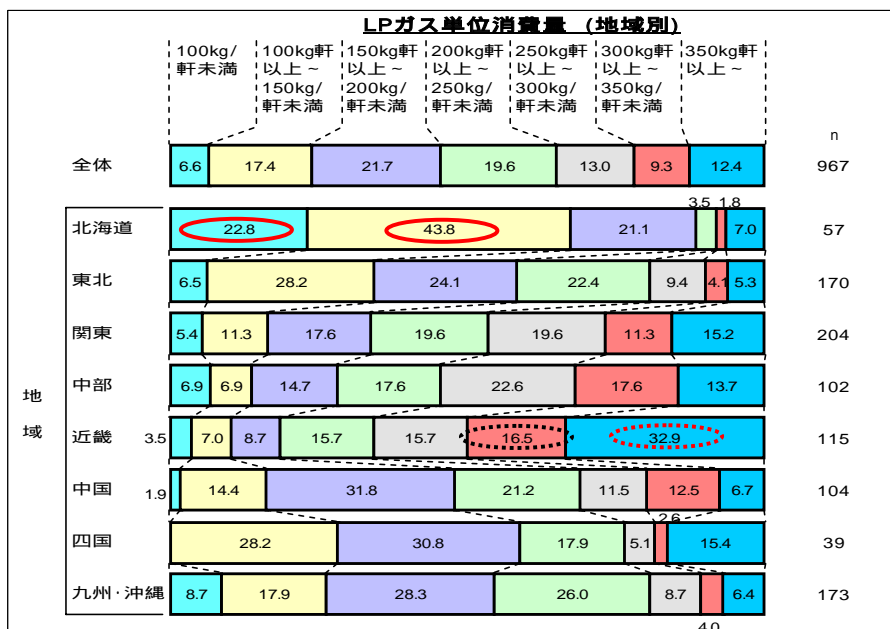 LPガス単位消費量 (地域別)
100kg/
軒未満
100kg軒
以上~
150kg/
軒未満
150kg軒
以上~
200kg/
軒未満
200kg軒
以上~
250kg/
軒未満
250kg軒
以上~
300kg/
軒未満
300kg軒
以上~
350kg/
軒未満
350kg軒
以上~
n
全体 6.6 17.4 21.7 19.6 13.0 9.3 12.4 967
地域
北海道 22.8 43.8 21.1 3.5 1.8 7.0 57
東北 6.5 28.2 24.1 22.4 9.4 4.1 5.3 170
関東 5.4 11.3 17.6 19.6 19.6 11.3 15.2 204
中部 6.9 6.9 14.7 17.6 22.6 17.6 13.7 102
近畿 3.5 7.0 8.7 15.7 15.7 16.5 32.9 115
中国 1.9 14.4 31.8 21.2 11.5 12.5 6.7 104
四国 28.2 30.8 17.9 5.1 2.6 15.4 39
九州・沖縄 8.7 17.9 28.3 26.0 8.7 4.0 6.4 173